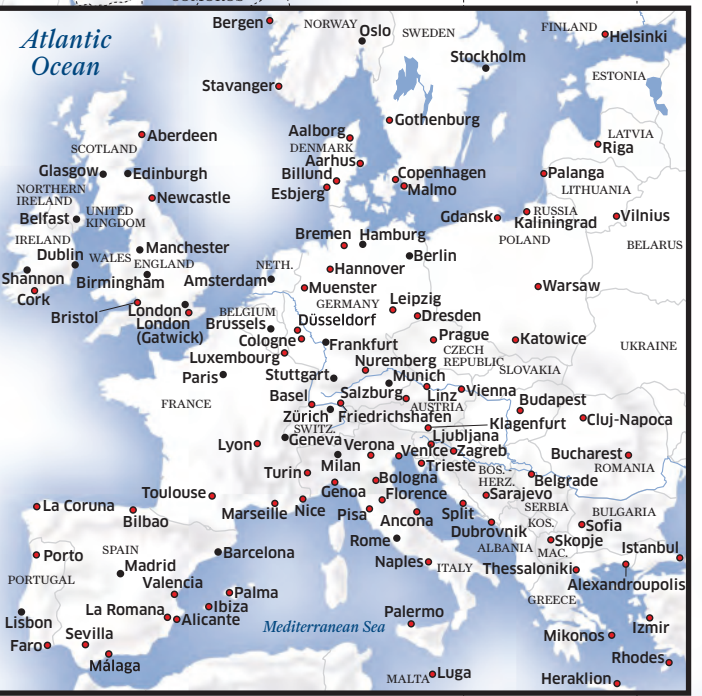 Bergen
NORWAY
Oslo
SWEDEN
FINLAND
Helsinki
Atlantic
Ocean
Stockholm
ESTONIA
Stavanger
Gothenburg
Aberdeen
Aalborg
DENMARK
LATVIA
Riga
SCOTLAND
Aarhus
Glasgow
Edinburgh
Billund
Copenhagen
Palanga
Esbjerg
Malmo
LITHUANIA
NORTHERN
IRELAND
Newcastle
Belfast
UNITED
KINGDOM
Gdansk
RUSSIA
Kaliningrad
Vilnius
Bremen
Hamburg
POLAND
BELARUS
IRELAND
Dublin
WALES
Manchester
ENGLAND
NETH.
Berlin
Shannon
Birmingham
Amsterdam
Hannover
Cork
Muenster
Warsaw
Bristol
London
London
(Gatwick)
BELGIUM
Brussels
GERMANY
Leipzig
Düsseldorf
Dresden
Cologne
Frankfurt
Prague
Katowice
UKRAINE
Luxembourg
Nuremberg
CZECH
REPUBLIC
SLOVAKIA
Paris
Stuttgart
Munich
Linz
Vienna
Basel
Salzburg
Budapest
FRANCE
Zürich
Friedrichshafen
AUSTRIA
Klagenfurt
Cluj-Napoca
SWITZ.
Geneva
Lyon
Verona
Ljubljana
Venice
Zagreb
Bucharest
Milan
Trieste
BOS.-
HERZ.
ROMANIA
Turin
Bologna
Belgrade
Genoa
Florence
Sarajevo
Toulouse
La Coruna
Bilbao
Marseille
Nice
Pisa
Ancona
Split
SERBIA
BULGARIA
Dubrovnik
KOS.
Sofia
Rome
Skopje
Istanbul
Porto
SPAIN
Madrid
Barcelona
ALBANIA
MAC.
Naples
ITALY
Thessaloniki
PORTUGAL
Valencia
Alexandroupolis
Palma
GREECE
La Romana
Ibiza
Palermo
Lisbon
Alicante
Mediterranean Sea
Izmir
Sevilla
Mikonos
Faro
Málaga
Rhodes
MALTA
Luga
Heraklion